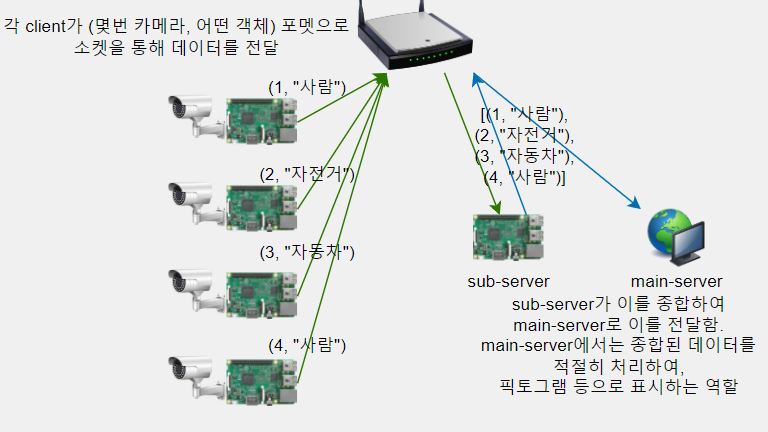 각 client가 (몇번 카메라, 어떤 객체) 포멧으로
소켓을 통해 데이터를 전달
(1, "사람")
(2, "자전거")
(3, "자동차")
(4, "사람")
[(1, "사람"),
(2, "자전거"),
(3, "자동차"),
(4, "사람")]
sub-server
main-server
sub-server가 이를 종합하여
main-server로 이를 전달함.
main-server에서는 종합된 데이터를
적절히 처리하여,
픽토그램 등으로 표시하는 역할